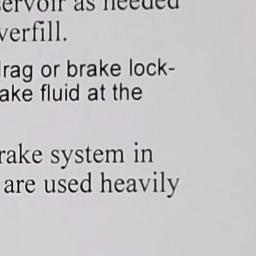 ervoir as needed
verfill.
drag or brake lock-
ake fluid at the
rake system in
are used heavily